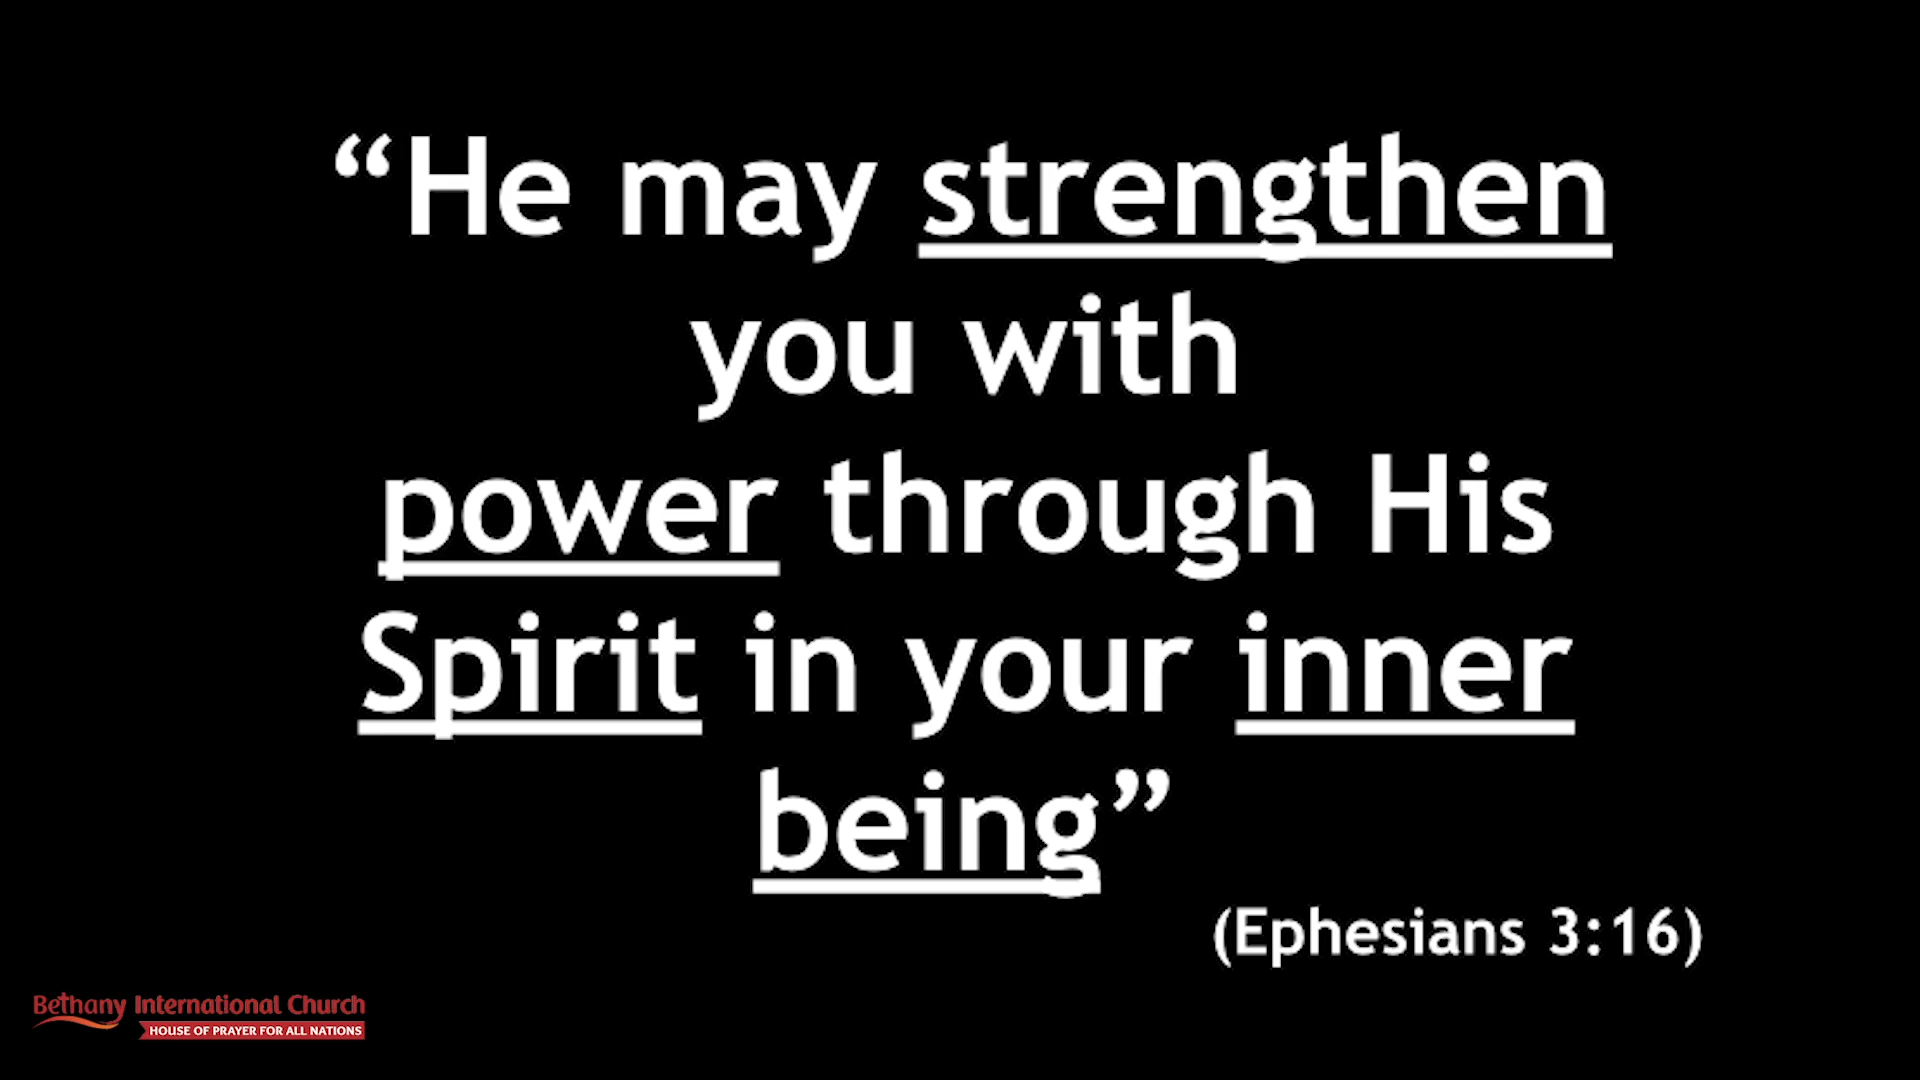 “He may strengthen
you with
power through His
Spirit in your inner
being”
(Ephesians 3:16)
Bethany International Church
HOUSE OF PRAYER FOR ALL NATIONS